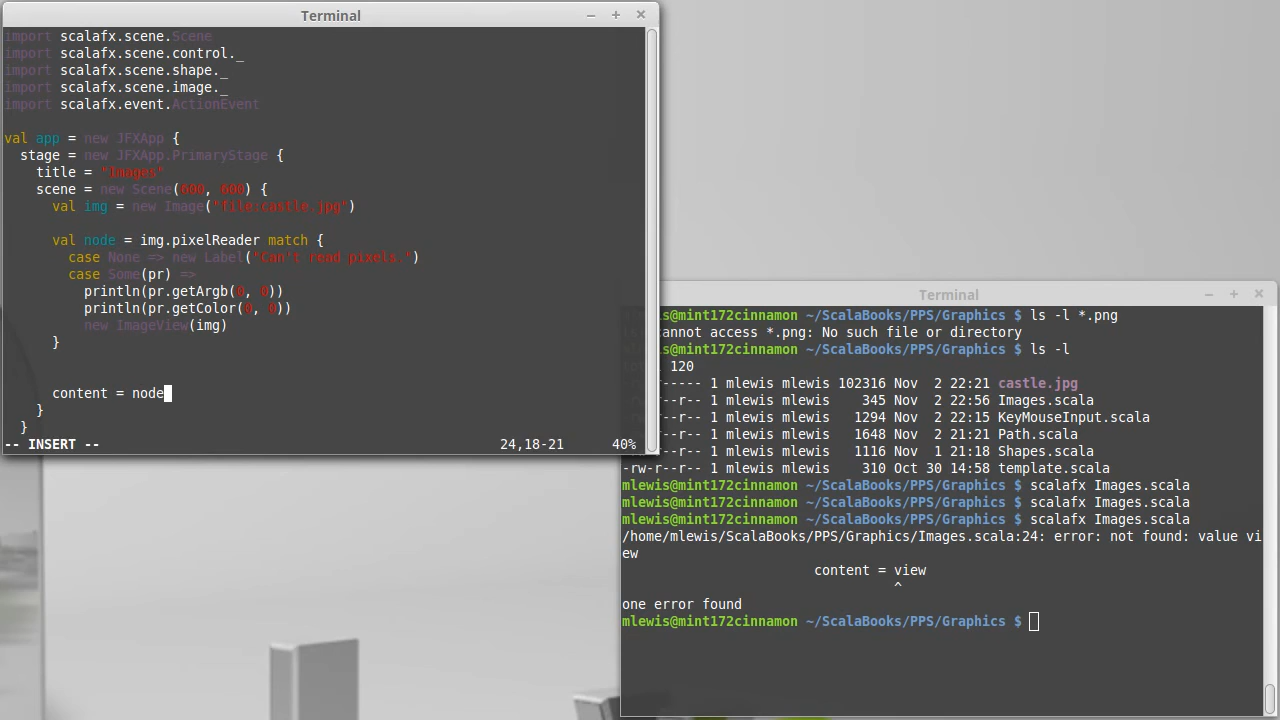 Terminal
import scalafx.scene.Scene
import scalafx.scene.control._
import scalafx.scene.shape._
import scalafx.scene.image._
import scalafx.event.ActionEvent
val app = new JFXApp {
stage = new JFXApp.PrimaryStage {
title = "Images"
scene = new Scene(600, 600) {
val img = new Image("file:castle.jpg")
val node = img.pixelReader match {
case None => new Label("Can't read pixels.")
case Some(pr) =>
println(pr.getArgb(0, 0))
println(pr.getColor(0, 0))
new ImageView(img)
}
content = node
}
}
-- INSERT -- 24,18-21 40%
Terminal
is@mint172cinnamon ~/ScalaBooks/PPS/Graphics $ ls -l *.png
cannot access *.png: No such file or directory
is@mint172cinnamon ~/ScalaBooks/PPS/Graphics $ ls -l
120
----- 1 mlewis mlewis 102316 Nov 2 22:21 castle.jpg
r--r-- 1 mlewis mlewis 345 Nov 2 22:56 Images.scala
r--r-- 1 mlewis mlewis 1294 Nov 2 22:15 KeyMouseInput.scala
r--r-- 1 mlewis mlewis 1648 Nov 2 21:21 Path.scala
r--r-- 1 mlewis mlewis 1116 Nov 1 21:18 Shapes.scala
-rw-r--r-- 1 mlewis mlewis 310 Oct 30 14:58 template.scala
mlewis@mint172cinnamon ~/ScalaBooks/PPS/Graphics $ scalafx Images.scala
mlewis@mint172cinnamon ~/ScalaBooks/PPS/Graphics $ scalafx Images.scala
mlewis@mint172cinnamon ~/ScalaBooks/PPS/Graphics $ scalafx Images.scala
/home/mlewis/ScalaBooks/PPS/Graphics/Images.scala:24: error: not found: value vi
ew
content = view
^
one error found
mlewis@mint172cinnamon ~/ScalaBooks/PPS/Graphics $